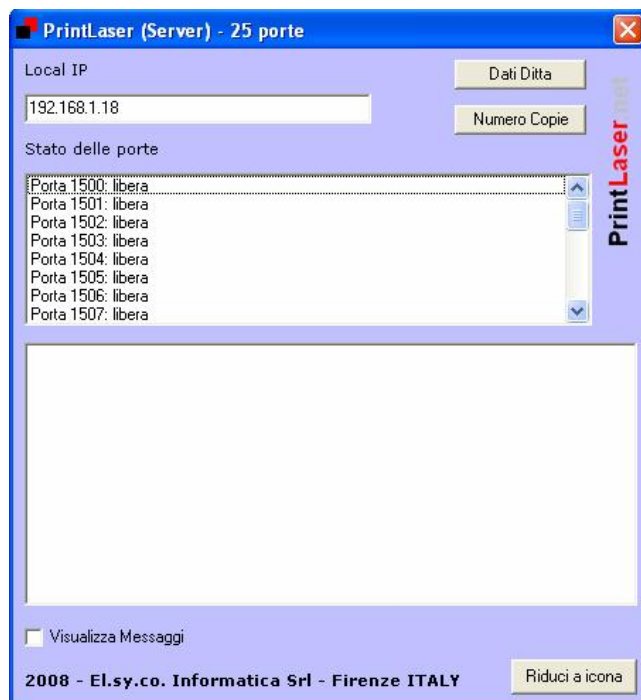 PrintLaser (Server) - 25 porte
Local IP
Dati Ditta
192.168.1.18
Numero Copie
Stato delle porte
PrintLaser net
Porta 1500: libera
Porta 1501: libera
Porta 1502: libera
Porta 1503: libera
Porta 1504: libera
Porta 1505: libera
Porta 1506: libera
Porta 1507: libera
Visualizza Messaggi
2008 - El.sy.co. Informatica Srl - Firenze ITALY
Riduci a icona